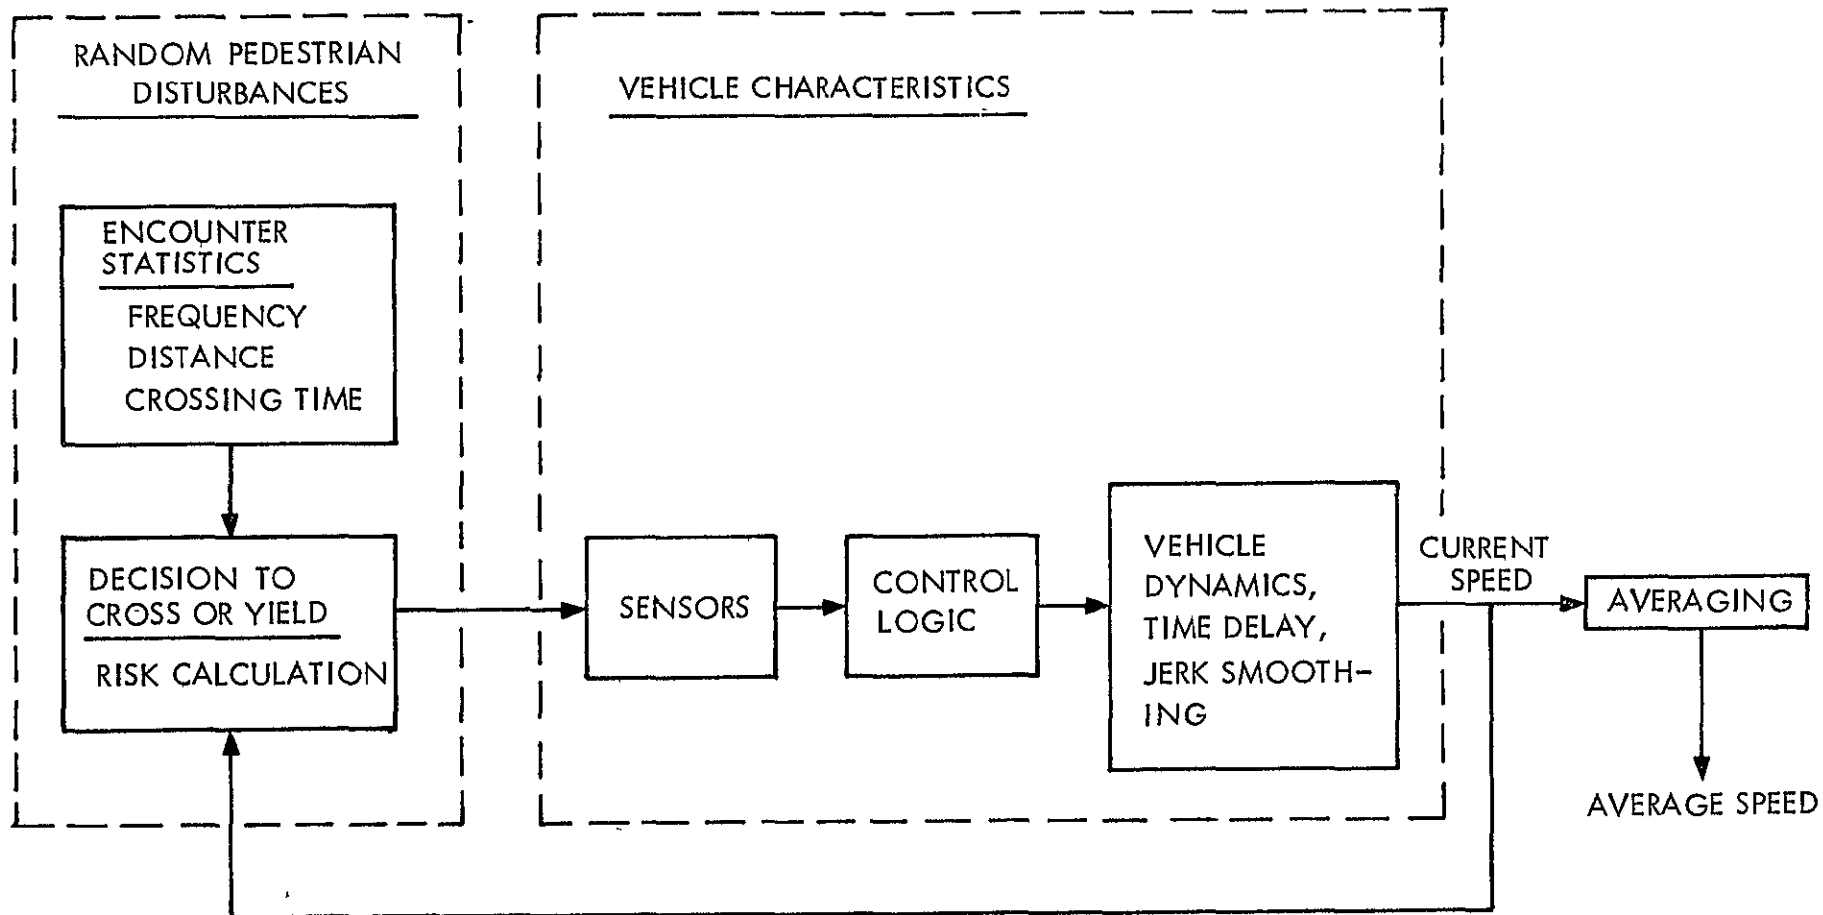 RANDOM PEDESTRIAN
DISTURBANCES
ENCOUNTER
STATISTICS
FREQUENCY
DISTANCE
CROSSING TIME
DECISION TO
CROSS OR YIELD
RISK CALCULATION
VEHICLE CHARACTERISTICS
SENSORS
CONTROL
LOGIC
VEHICLE
DYNAMICS,
TIME DELAY,
JERK SMOOTH-
ING
CURRENT
SPEED
AVERAGING
AVERAGE SPEED